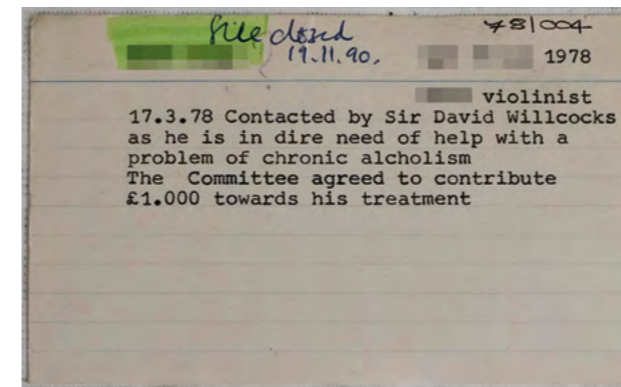 file closed 78/004
19.11.90. 1978
violinist
17.3.78 Contacted by Sir David Willcocks
as he is in dire need of help with a
problem of chronic alcholism
The Committee agreed to contribute
£1.000 towards his treatment